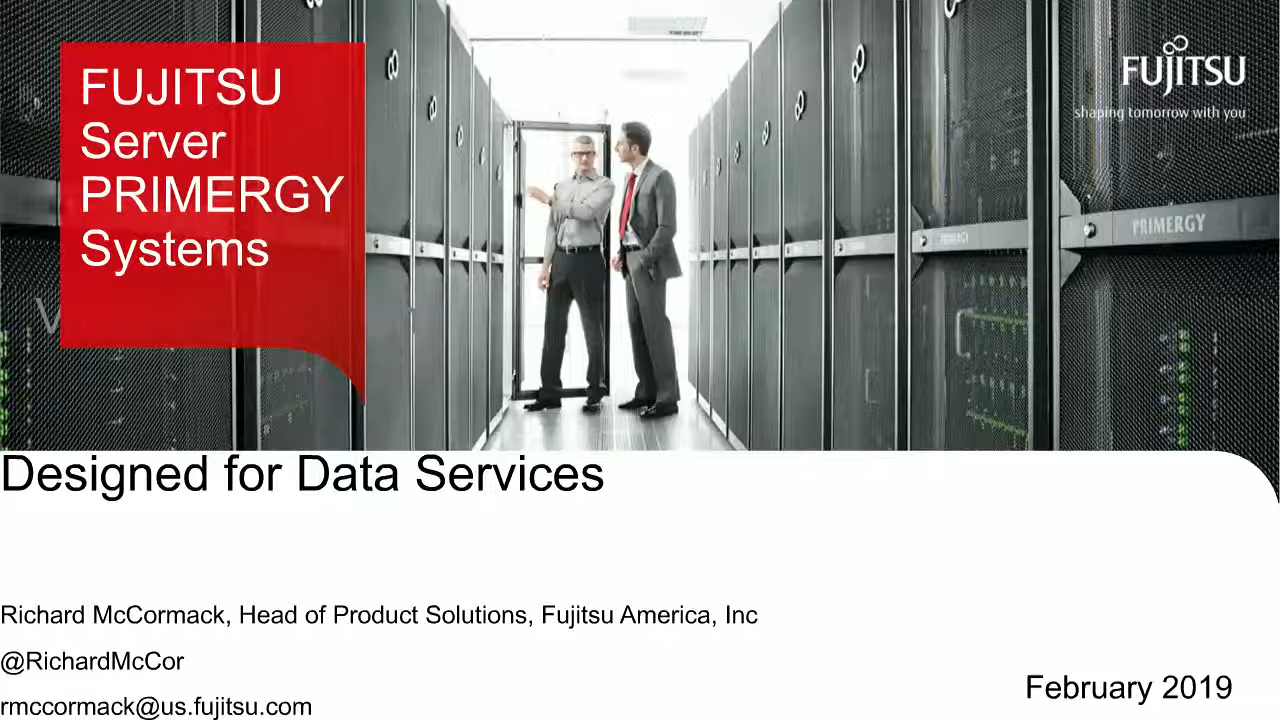 FUJITSU
Server
PRIMERGY
Systems
FUJITSU
shaping tomorrow with you
PRIMERGY
PRIMERGY
V
Designed for Data Services
Richard McCormack, Head of Product Solutions, Fujitsu America, Inc
@RichardMcCor
rmccormack@us.fujitsu.com
February 2019